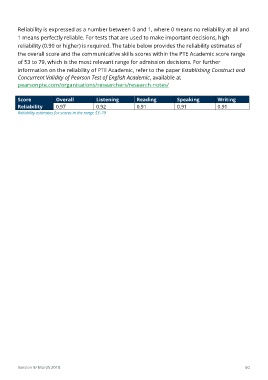 Reliability is expressed as a number between 0 and 1, where 0 means no reliability at all and
1 means perfectly reliable. For tests that are used to make important decisions, high
reliability (0.90 or higher) is required. The table below provides the reliability estimates of
the overall score and the communicative skills scores within the PTE Academic score range
of 53 to 79, which is the most relevant range for admission decisions. For further
information on the reliability of PTE Academic, refer to the paper Establishing Construct and
Concurrent Validity of Pearson Test of English Academic, available at
pearsonpte.com/organisations/researchers/research-notes/
Score Overall Listening Reading Speaking Writing
Reliability 0.97 0.92 0.91 0.91 0.91
Reliability estimates for scores in the range 53–79
March 2018